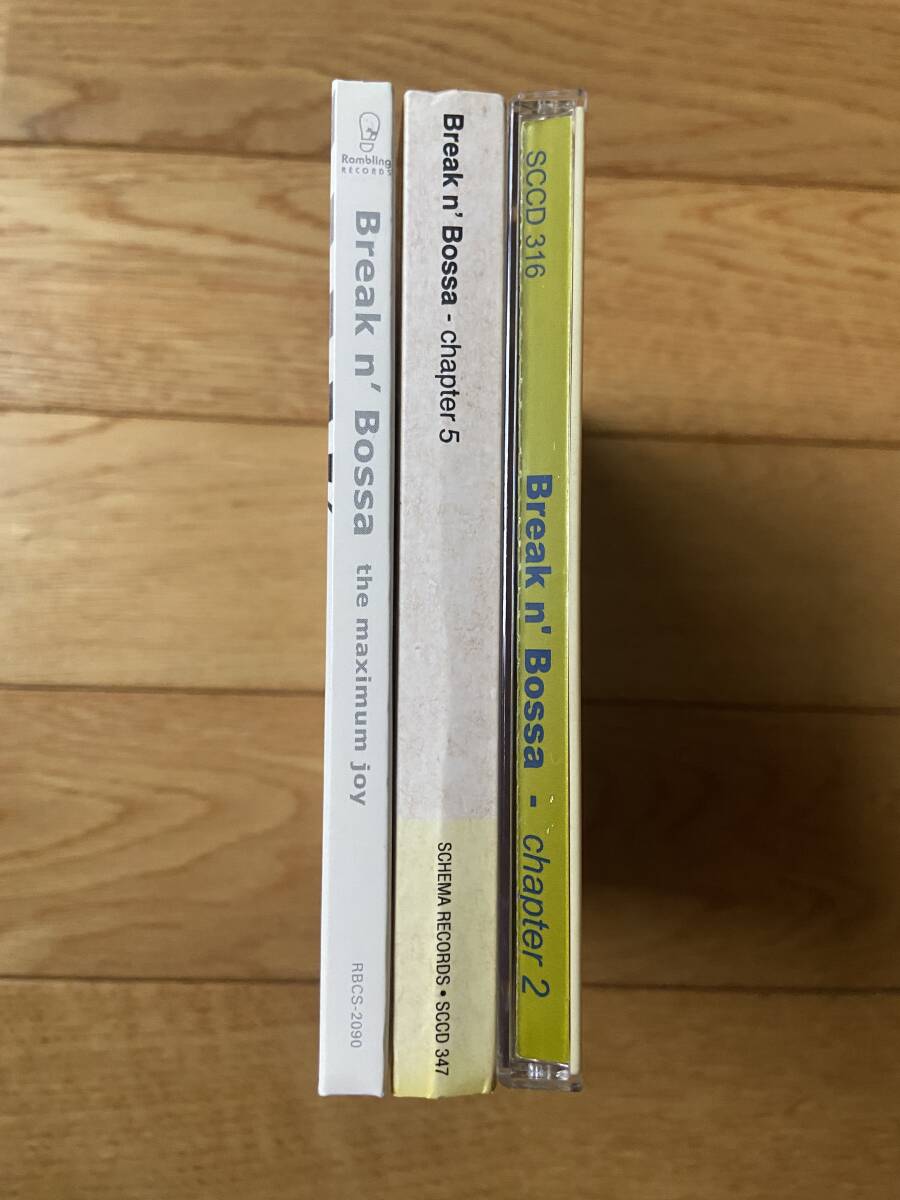 Rambling
RECORDS
Break n' Bossa the maximum joy
RBCS-2090
Break n' Bossa - chapter 5
SCHEMA RECORDS • SCCD 347
SCCD 316
Break n' Bossa - chapter 2